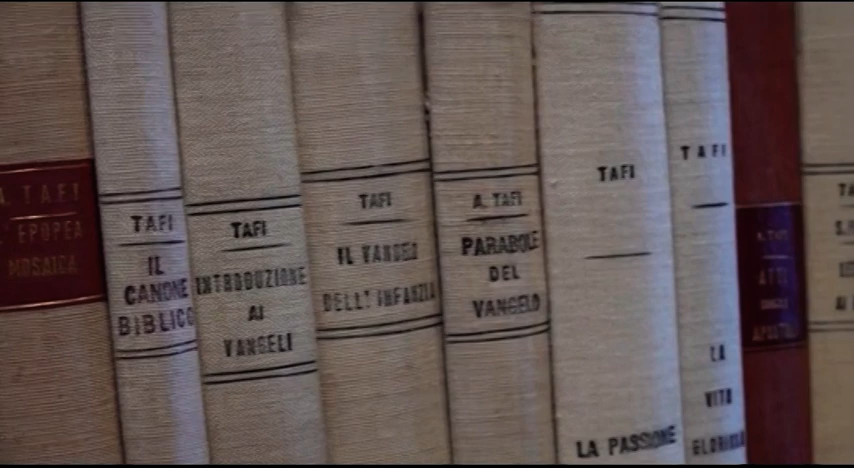 A. TAFI
L'EPOPEA
MOSAICA
TAFI
IL
CANONE
BIBLICO
TAFI
INTRODUZIONE
AI
VANGELI
TAFI
IL VANGELO
DELL'INFANZIA
A. TAFI
PARABOLE
DEL
VANGELO
TAFI
LA PASSIONE
TAFI
LA
VITA
GLORIOSA
A. TAFI
ATTI
DEGLI
APOSTOLI
TA